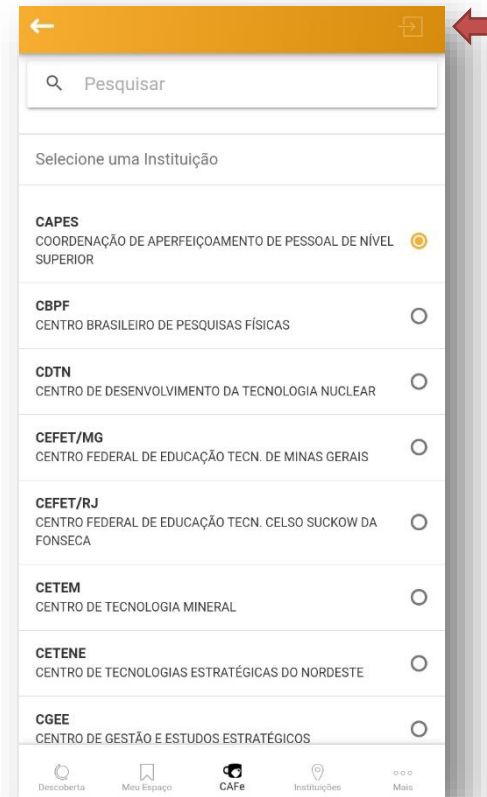 Pesquisar
Selecione uma Instituição
CAPES
COORDENAÇÃO DE APERFEIÇOAMENTO DE PESSOAL DE NÍVEL
SUPERIOR
CBPF
CENTRO BRASILEIRO DE PESQUISAS FÍSICAS
CDTN
CENTRO DE DESENVOLVIMENTO DA TECNOLOGIA NUCLEAR
CEFET/MG
CENTRO FEDERAL DE EDUCAÇÃO TECN. DE MINAS GERAIS
CEFET/RJ
CENTRO FEDERAL DE EDUCAÇÃO TECN. CELSO SUCKOW DA
FONSECA
CETEM
CENTRO DE TECNOLOGIA MINERAL
CETENE
CENTRO DE TECNOLOGIAS ESTRATÉGICAS DO NORDESTE
CGEE
CENTRO DE GESTÃO E ESTUDOS ESTRATÉGICOS
Descoberta Meu Espaço CAFe Instituições Mais